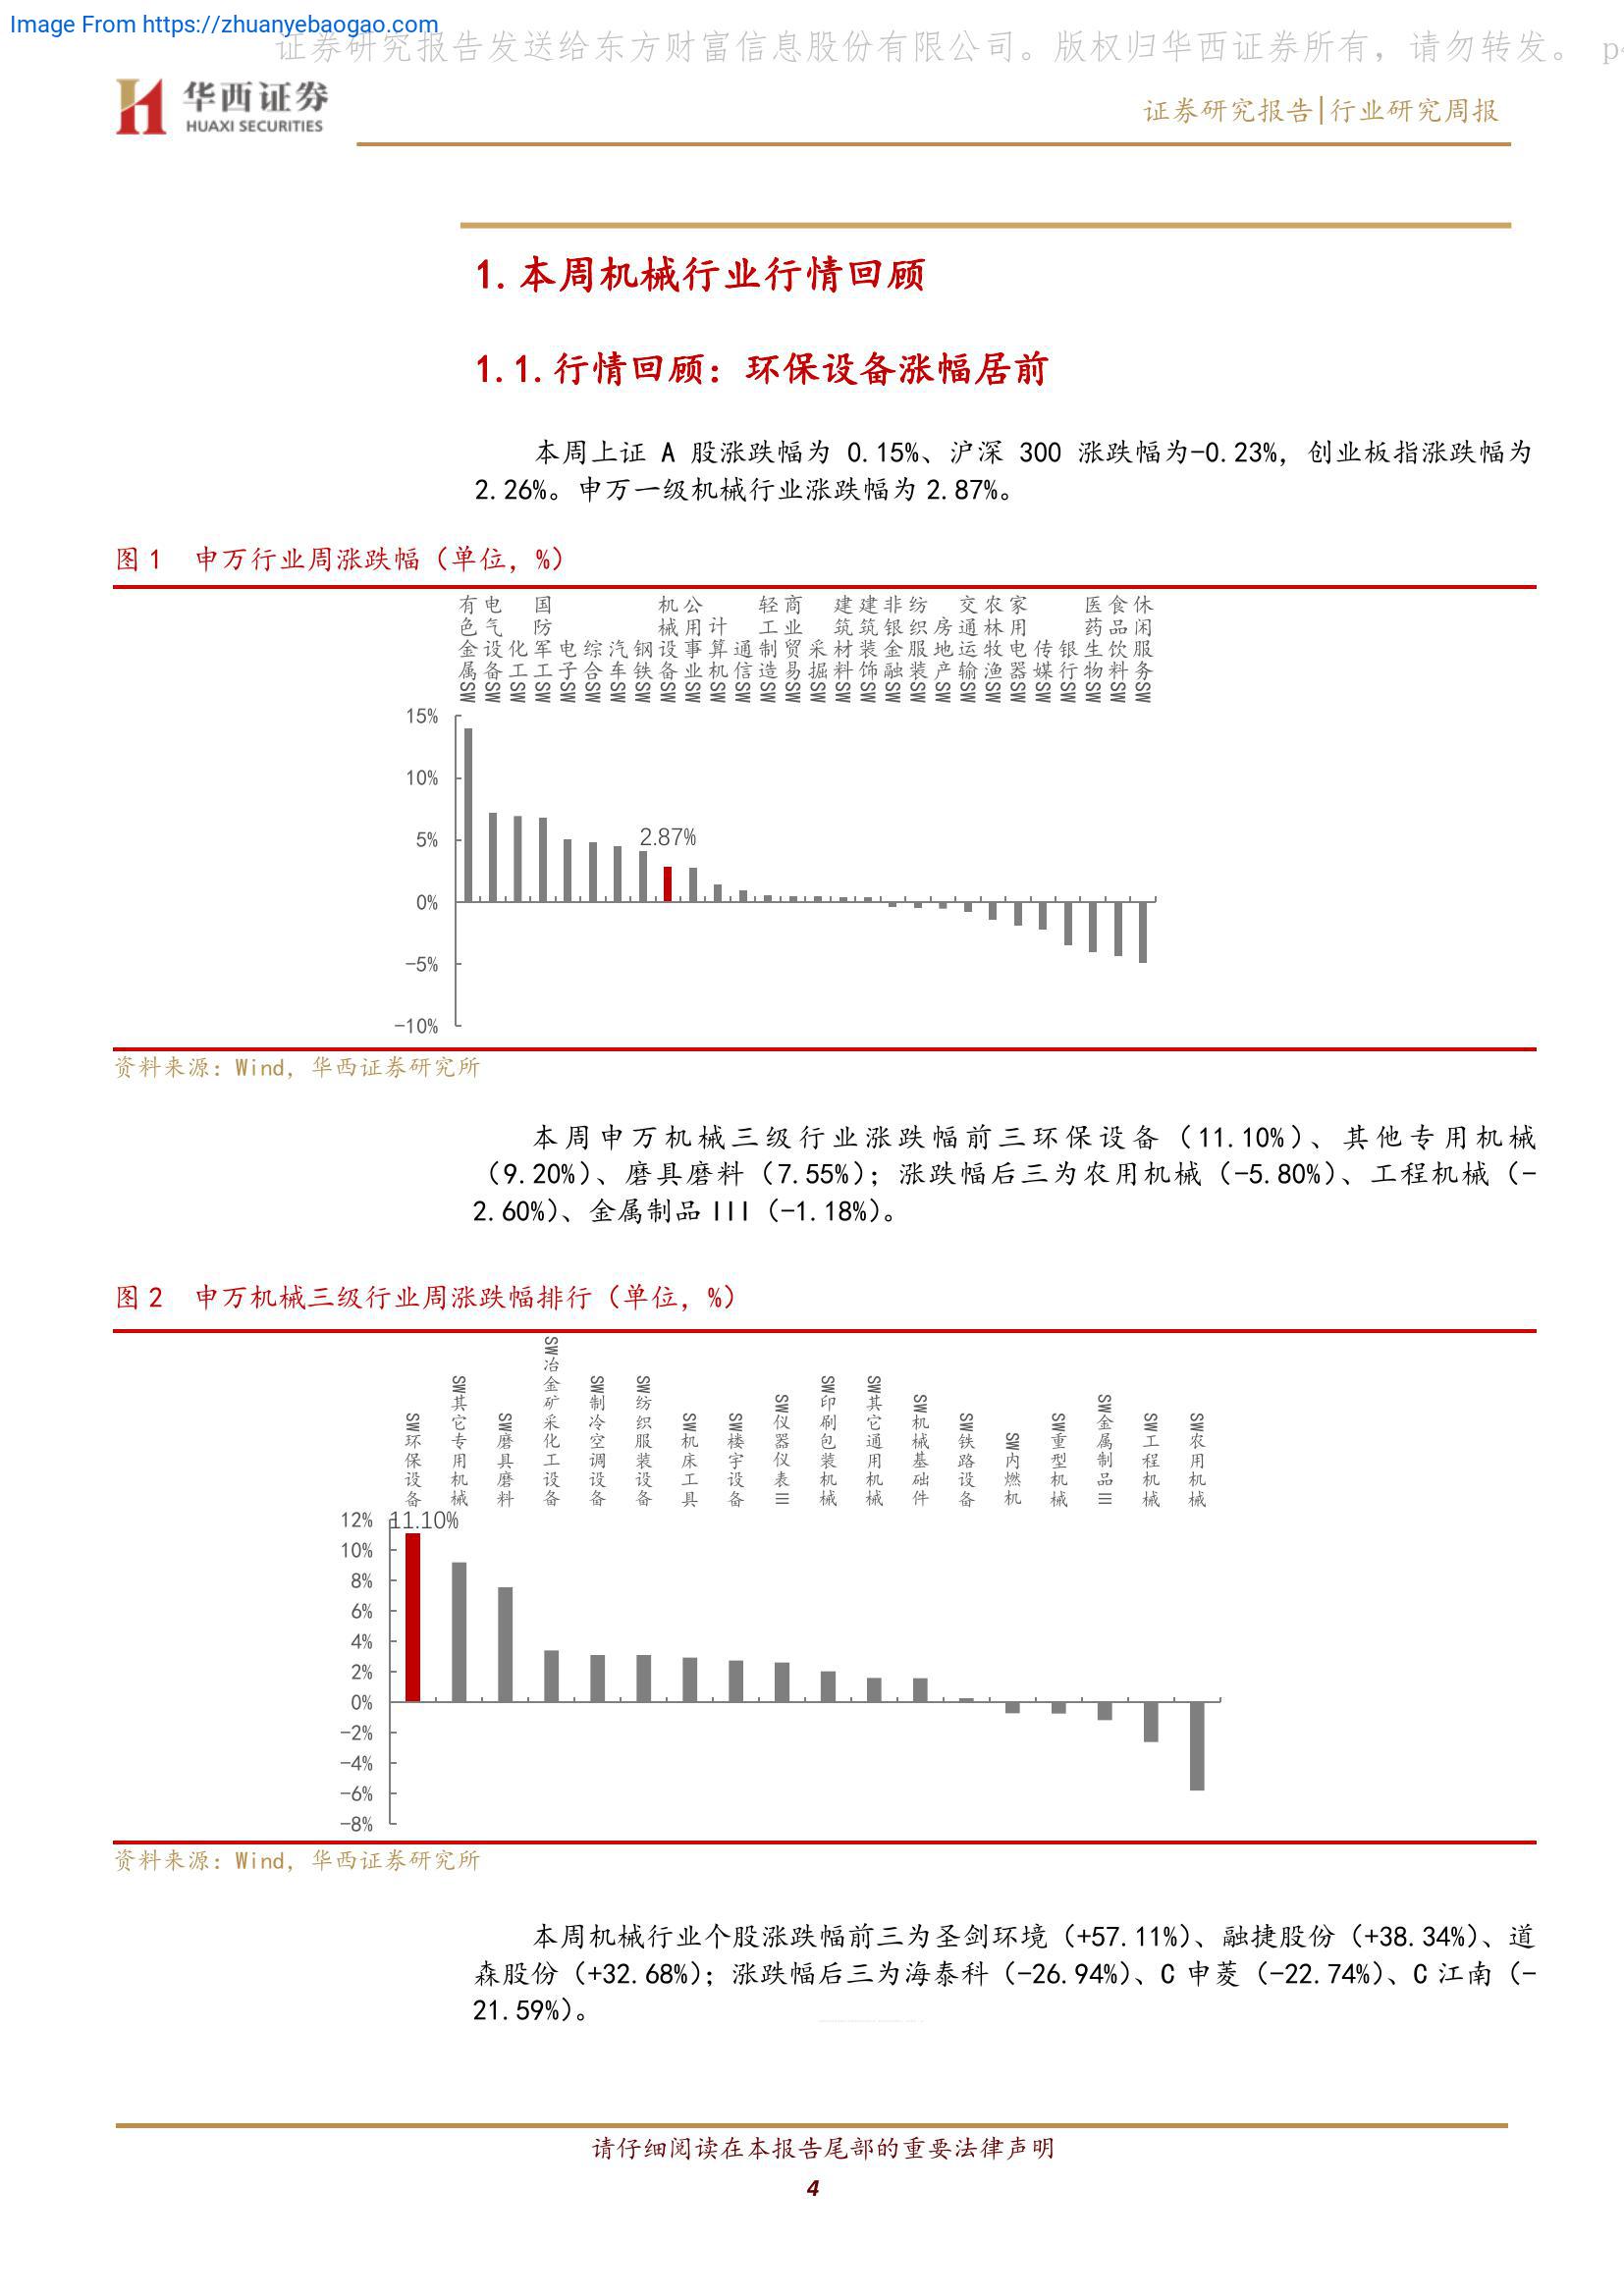 Image From https://zhuanyebaogao.com
证券研究报告发送给东方财富信息股份有限公司。版权归华西证券所有，请勿转发。 p4
华西证券
HUAXI SECURITIES
证券研究报告|行业研究周报
1.本周机械行业行情回顾
1.1.行情回顾：环保设备涨幅居前
本周上证 A 股涨跌幅为 0.15%、沪深 300 涨跌幅为-0.23%，创业板指涨跌幅为
2.26%。申万一级机械行业涨跌幅为 2.87%。
图 1 申万行业周涨跌幅（单位，%）
有色金属SW
电气设备SW
化工SW
国防军工SW
电子SW
综合SW
汽车SW
钢铁SW
机械设备SW
公用事业SW
计算机SW
通信SW
轻工制造SW
商业贸易SW
采掘SW
建筑材料SW
建筑装饰SW
非银金融SW
纺织服装SW
房地产SW
交通运输SW
农林牧渔SW
家用电器SW
传媒SW
银行SW
医药生物SW
食品饮料SW
休闲服务SW
15%
10%
5%
0%
-5%
-10%
2.87%
资料来源：Wind，华西证券研究所
本周申万机械三级行业涨跌幅前三环保设备（11.10%）、其他专用机械
（9.20%）、磨具磨料（7.55%）；涨跌幅后三为农用机械（-5.80%）、工程机械（-
2.60%）、金属制品 III（-1.18%）。
图 2 申万机械三级行业周涨跌幅排行（单位，%）
SW环保设备
SW其它专用机械
SW磨具磨料
SW冶金矿采化工设备
SW制冷空调设备
SW纺织服装设备
SW机床工具
SW楼宇设备
SW仪器仪表III
SW印刷包装机械
SW其它通用机械
SW机械基础件
SW铁路设备
SW内燃机
SW重型机械
SW金属制品III
SW工程机械
SW农用机械
12%
10%
8%
6%
4%
2%
0%
-2%
-4%
-6%
-8%
11.10%
资料来源：Wind，华西证券研究所
本周机械行业个股涨跌幅前三为圣剑环境（+57.11%）、融捷股份（+38.34%）、道
森股份（+32.68%）；涨跌幅后三为海泰科（-26.94%）、C 申菱（-22.74%）、C 江南（-
21.59%）。
请仔细阅读在本报告尾部的重要法律声明
4